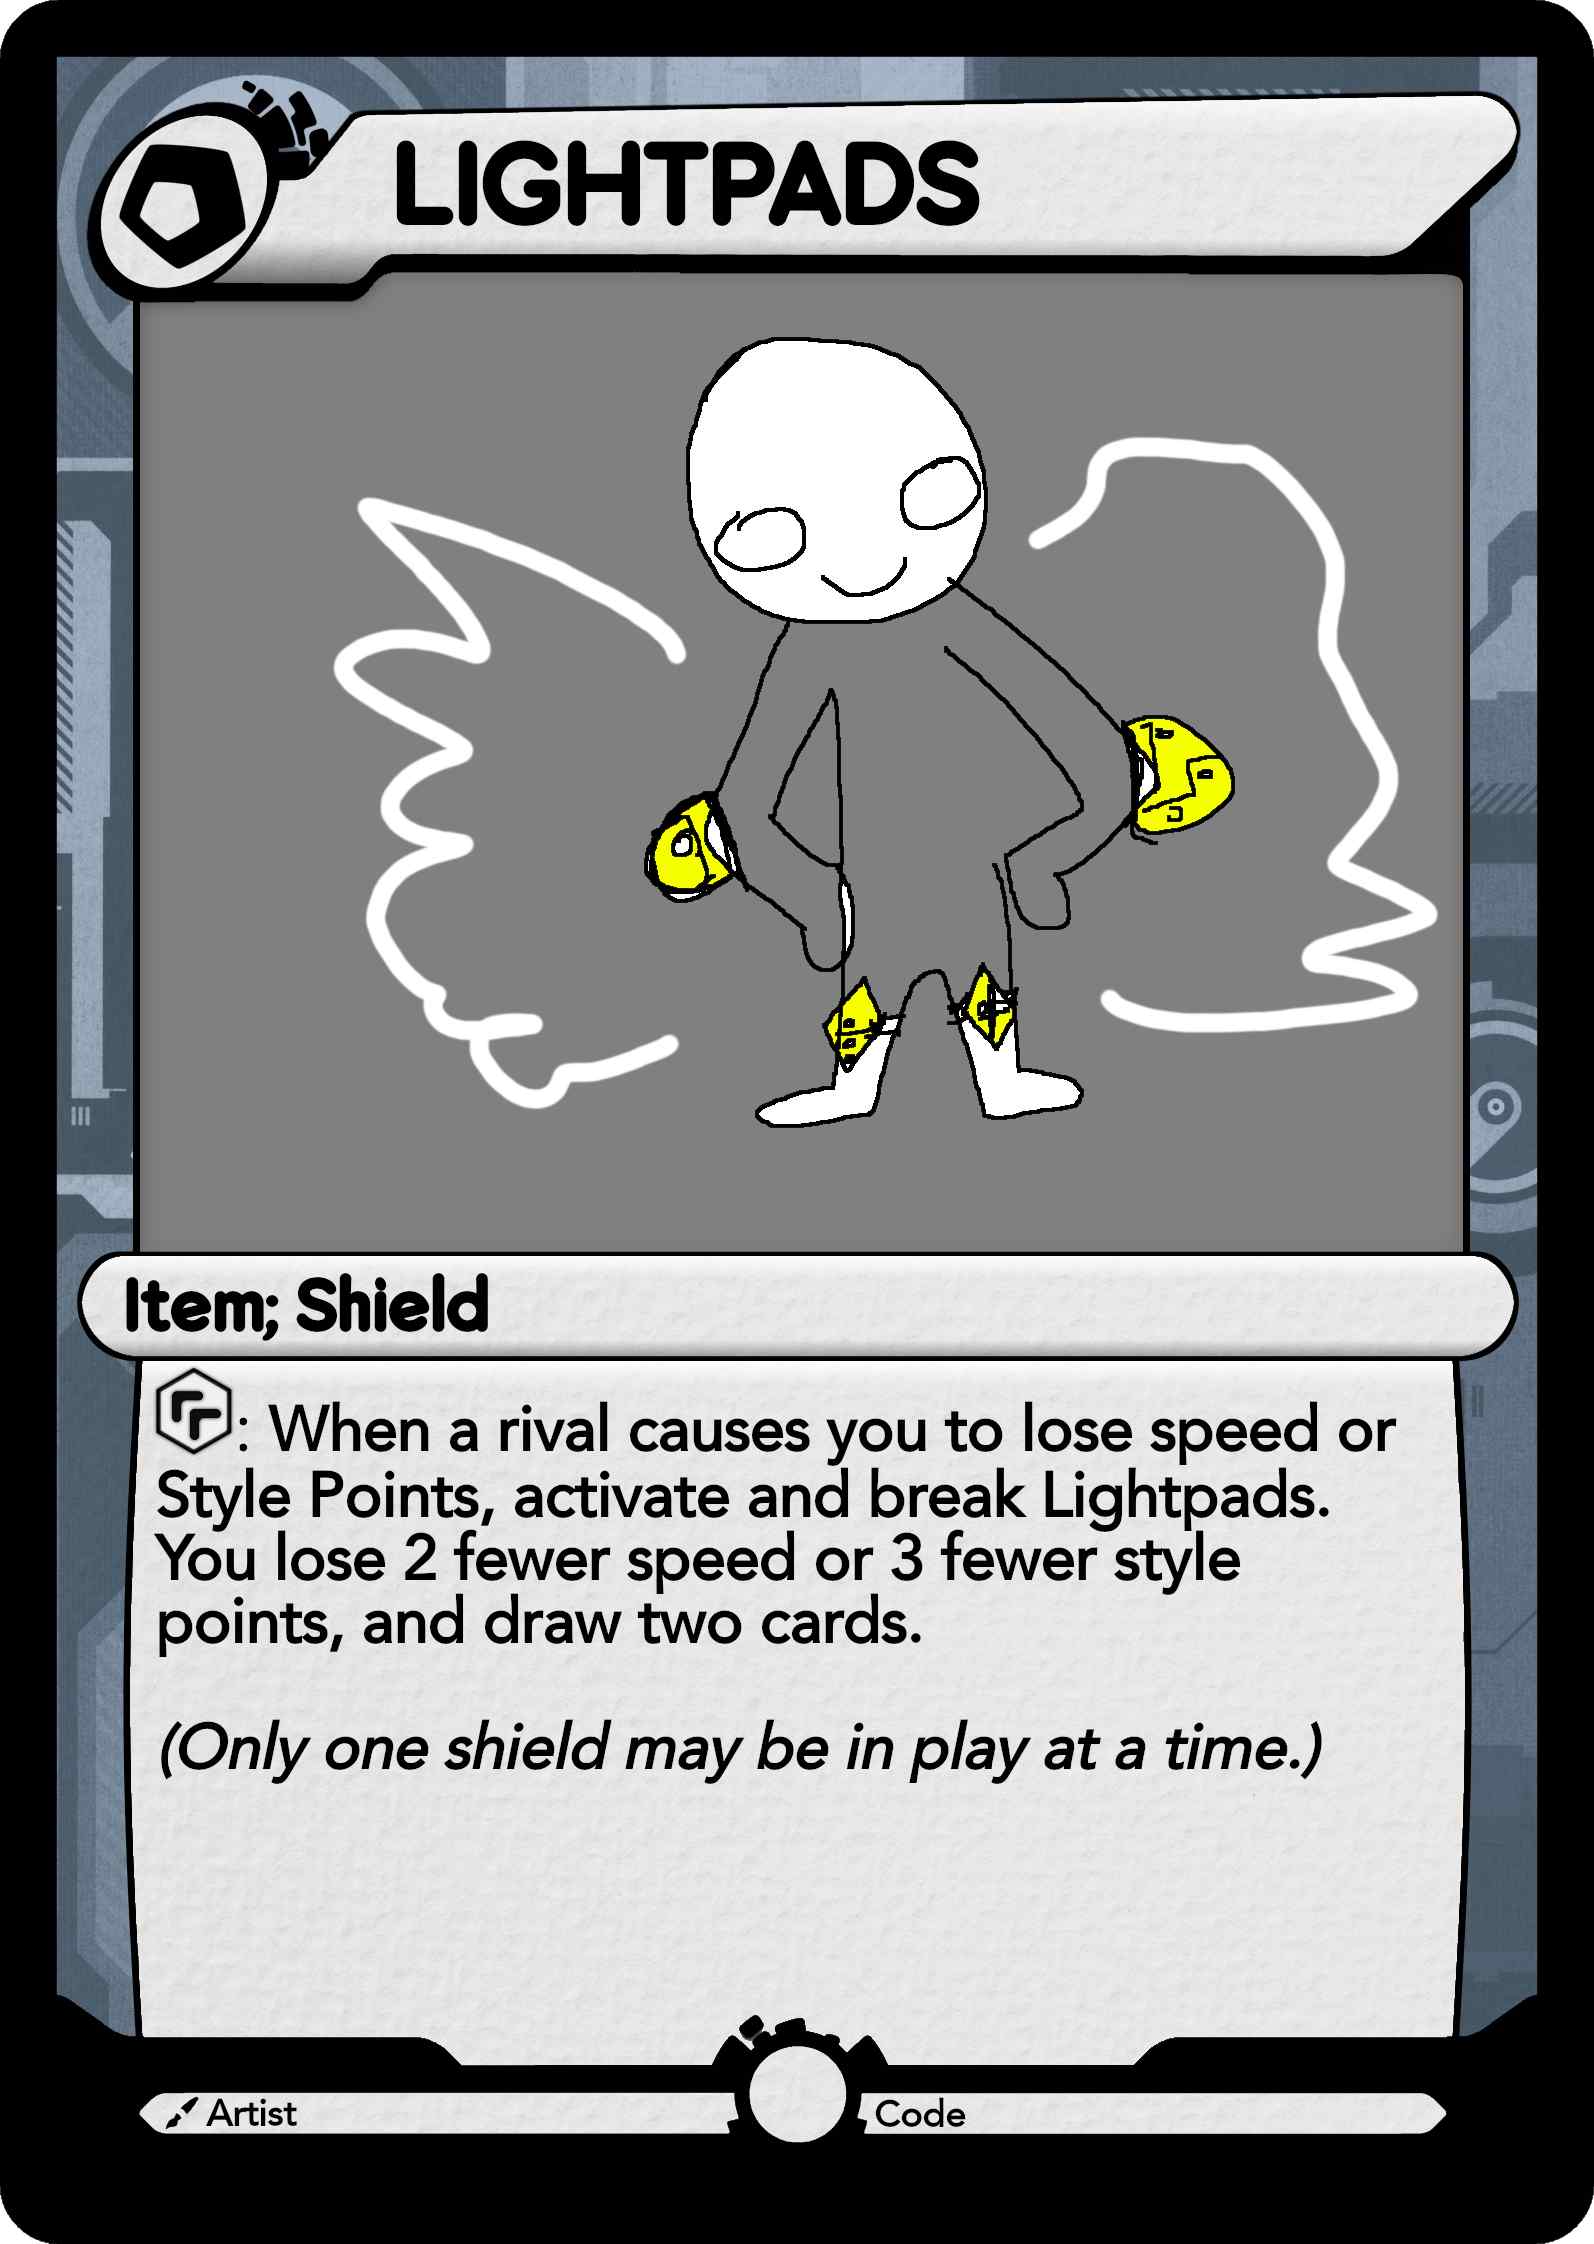 LIGHTPADS
Item; Shield
: When a rival causes you to lose speed or
Style Points, activate and break Lightpads.
You lose 2 fewer speed or 3 fewer style
points, and draw two cards.
(Only one shield may be in play at a time.)
Artist
Code